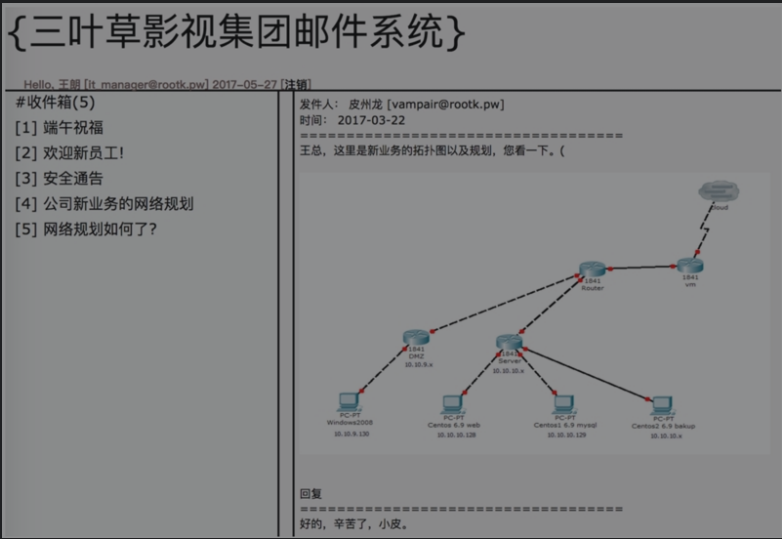 {三叶草影视集团邮件系统}
Hello, 王朗 [it_manager@rootk.pw] 2017-05-27 [注销]
#收件箱(5)
[1] 端午祝福
[2] 欢迎新员工!
[3] 安全通告
[4] 公司新业务的网络规划
[5] 网络规划如何了?
发件人: 皮州龙 [vampair@rootk.pw]
时间: 2017-03-22
===================================
王总，这里是新业务的拓扑图以及规划，您看一下。(
cloud
1841
vm
1841
Router
1841
DMZ
10.10.9.x
1841
Server
10.10.10.x
PC-PT
Windows2008
10.10.9.130
PC-PT
Centos 6.9 web
10.10.10.128
PC-PT
Centos1 6.9 mysql
10.10.10.129
PC-PT
Centos2 6.9 bakup
10.10.10.x
回复
===================================
好的，辛苦了，小皮。